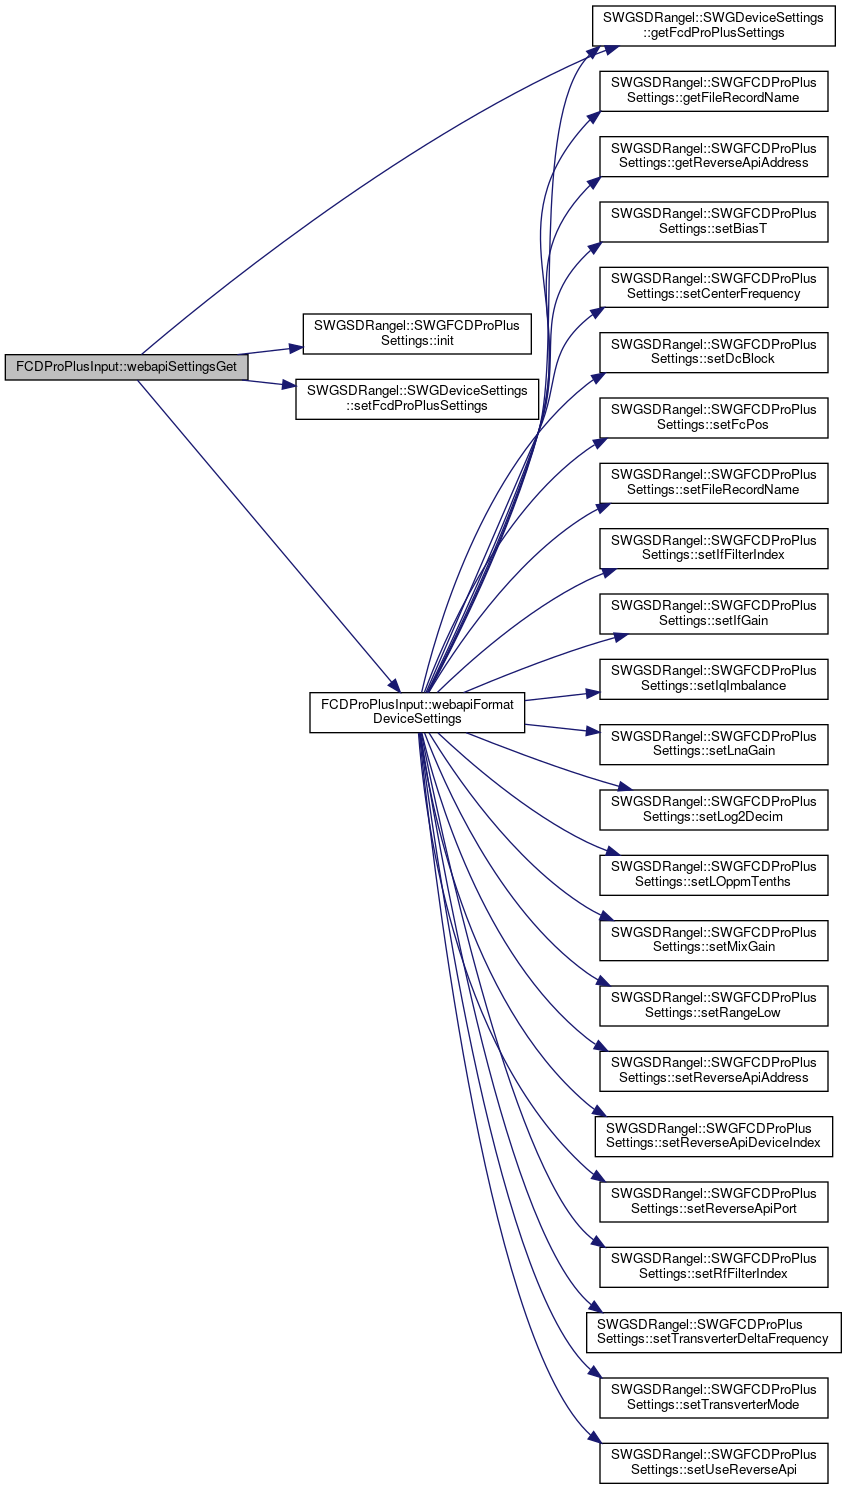 FCDProPlusInput::webapiSettingsGet
SWGSDRangel::SWGFCDProPlus
Settings::init
SWGSDRangel::SWGDeviceSettings
::setFcdProPlusSettings
FCDProPlusInput::webapiFormat
DeviceSettings
SWGSDRangel::SWGDeviceSettings
::getFcdProPlusSettings
SWGSDRangel::SWGFCDProPlus
Settings::getFileRecordName
SWGSDRangel::SWGFCDProPlus
Settings::getReverseApiAddress
SWGSDRangel::SWGFCDProPlus
Settings::setBiasT
SWGSDRangel::SWGFCDProPlus
Settings::setCenterFrequency
SWGSDRangel::SWGFCDProPlus
Settings::setDcBlock
SWGSDRangel::SWGFCDProPlus
Settings::setFcPos
SWGSDRangel::SWGFCDProPlus
Settings::setFileRecordName
SWGSDRangel::SWGFCDProPlus
Settings::setIfFilterIndex
SWGSDRangel::SWGFCDProPlus
Settings::setIfGain
SWGSDRangel::SWGFCDProPlus
Settings::setIqImbalance
SWGSDRangel::SWGFCDProPlus
Settings::setLnaGain
SWGSDRangel::SWGFCDProPlus
Settings::setLog2Decim
SWGSDRangel::SWGFCDProPlus
Settings::setLOppmTenths
SWGSDRangel::SWGFCDProPlus
Settings::setMixGain
SWGSDRangel::SWGFCDProPlus
Settings::setRangeLow
SWGSDRangel::SWGFCDProPlus
Settings::setReverseApiAddress
SWGSDRangel::SWGFCDProPlus
Settings::setReverseApiDeviceIndex
SWGSDRangel::SWGFCDProPlus
Settings::setReverseApiPort
SWGSDRangel::SWGFCDProPlus
Settings::setRfFilterIndex
SWGSDRangel::SWGFCDProPlus
Settings::setTransverterDeltaFrequency
SWGSDRangel::SWGFCDProPlus
Settings::setTransverterMode
SWGSDRangel::SWGFCDProPlus
Settings::setUseReverseApi